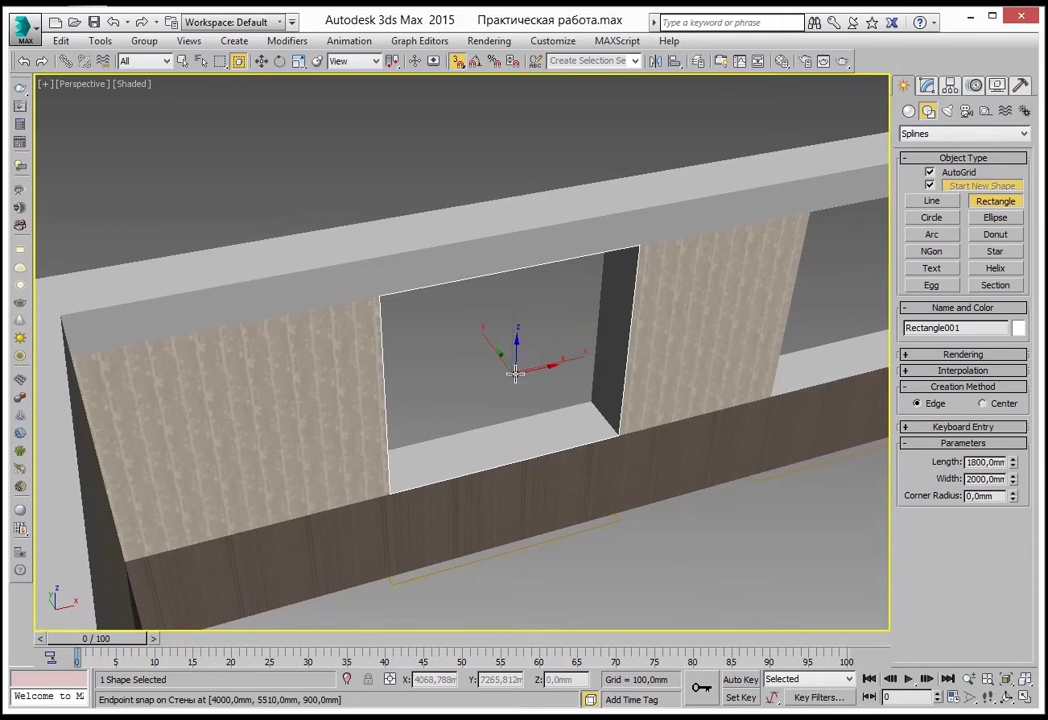 Workspace: Default
Autodesk 3ds Max 2015
Практическая работа.max
Type a keyword or phrase
MAX
Edit Tools Group Views Create Modifiers Animation Graph Editors Rendering Customize MAXScript Help
All
View
Create Selection Se
[+] [Perspective] [Shaded]
Splines
Object Type
AutoGrid
Start New Shape
Line Rectangle
Circle Ellipse
Arc Donut
NGon Star
Text Helix
Egg Section
Name and Color
Rectangle001
Rendering
Interpolation
Creation Method
Edge Center
Keyboard Entry
Parameters
Length: 1800,0mm
Width: 2000,0mm
Corner Radius: 0,0mm
z
x
z
x
0 / 100
0 5 10 15 20 25 30 35 40 45 50 55 60 65 70 75 80 85 90 95 100
1 Shape Selected
X: 4068,788m Y: 7265,812m Z: 0,0mm
Grid = 100,0mm
Auto Key Selected
Welcome to M
Endpoint snap on Стены at [4000,0mm, 5510,0mm, 900,0mm]
Add Time Tag
Set Key Key Filters...
0